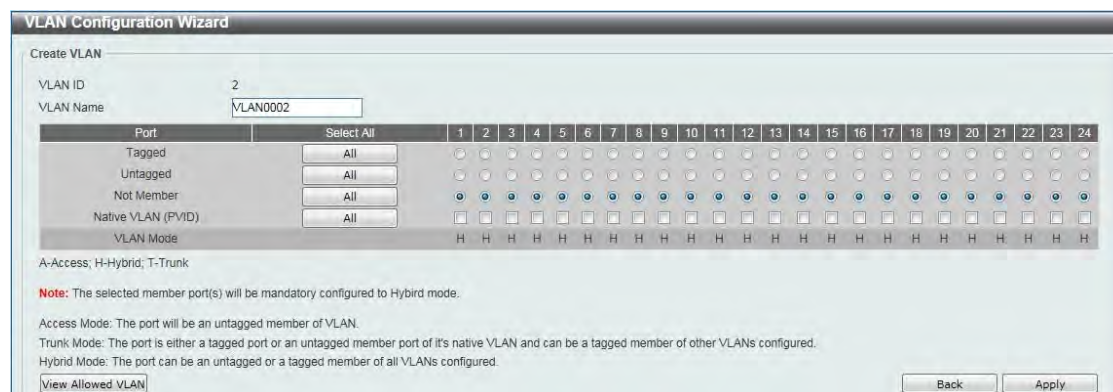 VLAN Configuration Wizard
Create VLAN
VLAN ID 2
VLAN Name VLAN0002
Port Select All 1 2 3 4 5 6 7 8 9 10 11 12 13 14 15 16 17 18 19 20 21 22 23 24
Tagged All
Untagged All
Not Member All
Native VLAN (PVID) All
VLAN Mode H H H H H H H H H H H H H H H H H H H H H H H H
A-Access; H-Hybrid; T-Trunk
Note: The selected member port(s) will be mandatory configured to Hybird mode.
Access Mode: The port will be an untagged member of VLAN.
Trunk Mode: The port is either a tagged port or an untagged member port of it's native VLAN and can be a tagged member of other VLANs configured.
Hybrid Mode: The port can be an untagged or a tagged member of all VLANs configured.
View Allowed VLAN Back Apply